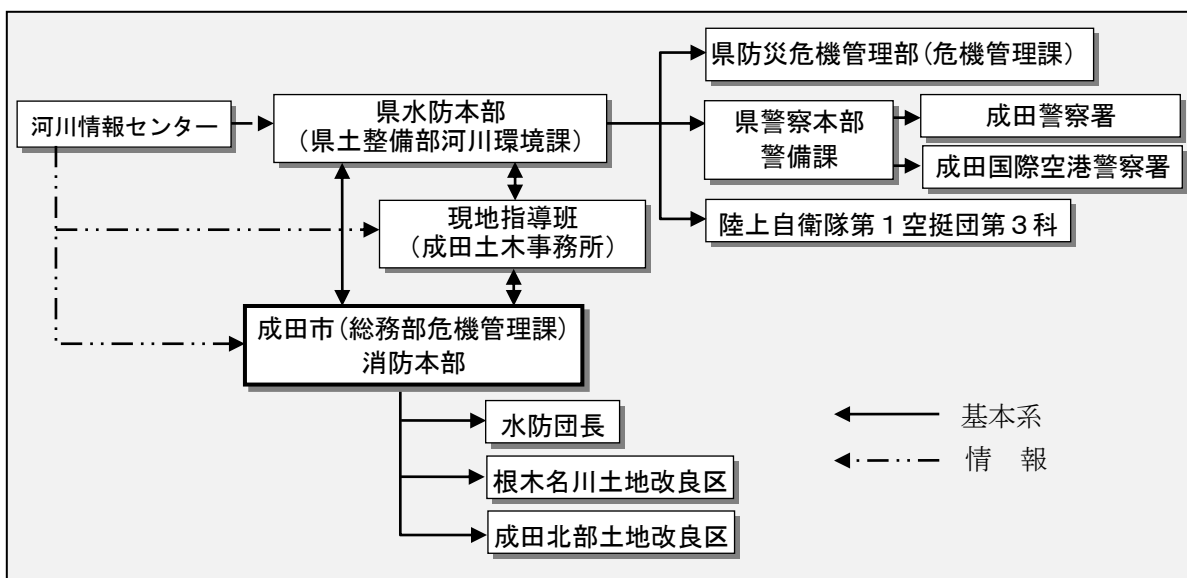 県防災危機管理部(危機管理課)
河川情報センター
県水防本部
(県土整備部河川環境課)
県警察本部
警備課
成田警察署
成田国際空港警察署
現地指導班
(成田土木事務所)
陸上自衛隊第1空挺団第3科
成田市(総務部危機管理課)
消防本部
水防団長
根木名川土地改良区
成田北部土地改良区
基本系
情 報